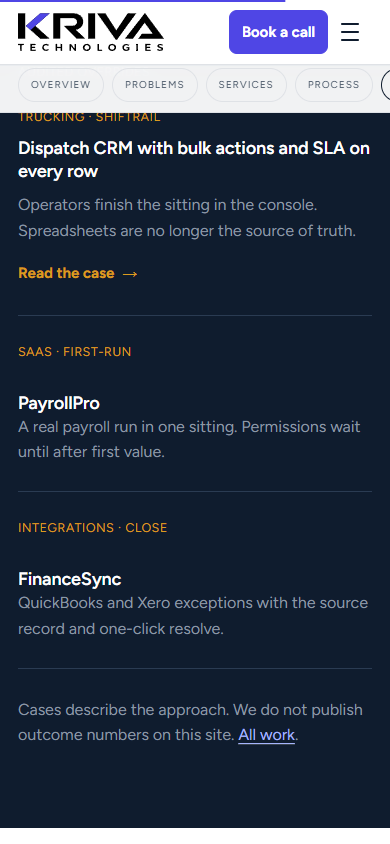 KRIVA
TECHNOLOGIES
Book a call
OVERVIEW
PROBLEMS
SERVICES
PROCESS
TRUCKING · SHIFTRAIL
Dispatch CRM with bulk actions and SLA on
every row
Operators finish the sitting in the console.
Spreadsheets are no longer the source of truth.
Read the case →
SAAS · FIRST-RUN
PayrollPro
A real payroll run in one sitting. Permissions wait
until after first value.
INTEGRATIONS · CLOSE
FinanceSync
QuickBooks and Xero exceptions with the source
record and one-click resolve.
Cases describe the approach. We do not publish
outcome numbers on this site. All work.